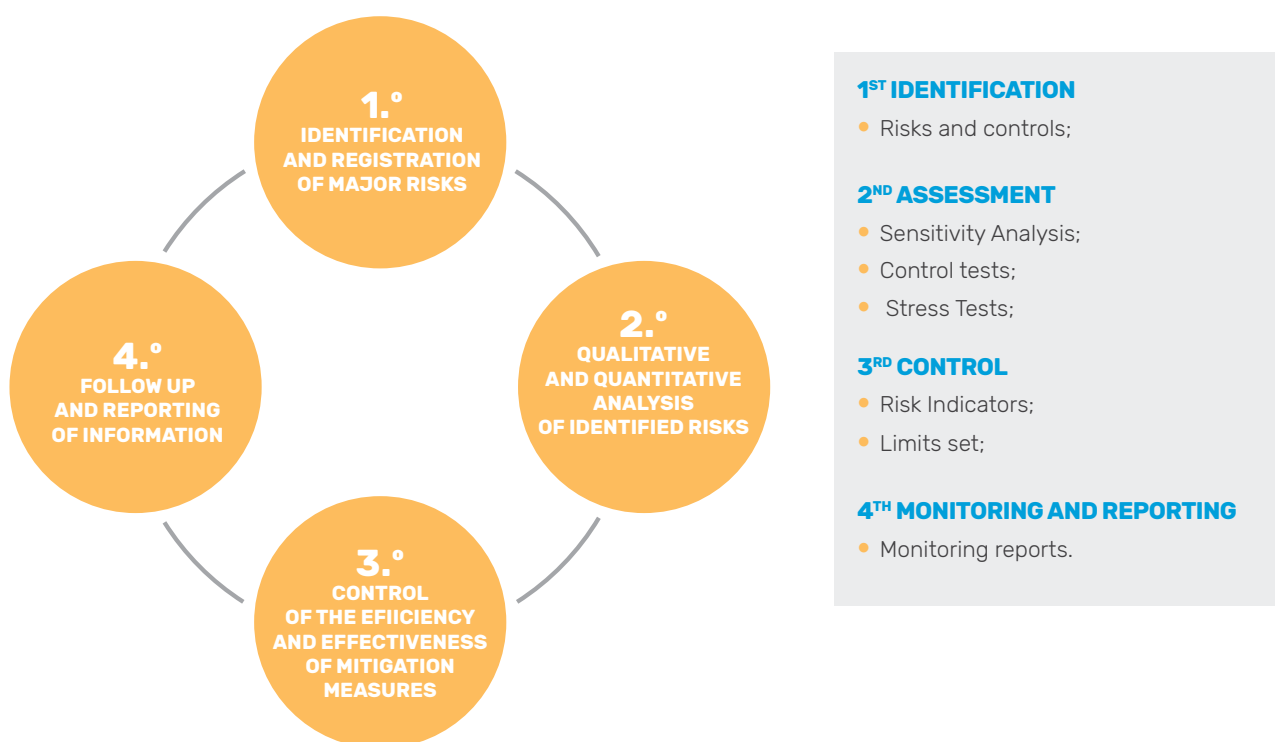 1.º
IDENTIFICATION
AND REGISTRATION
OF MAJOR RISKS
2.º
QUALITATIVE
AND QUANTITATIVE
ANALYSIS
OF IDENTIFIED RISKS
3.º
CONTROL
OF THE EFIICIENCY
AND EFFECTIVENESS
OF MITIGATION
MEASURES
4.º
FOLLOW UP
AND REPORTING
OF INFORMATION
1ST IDENTIFICATION
• Risks and controls;
2ND ASSESSMENT
• Sensitivity Analysis;
• Control tests;
• Stress Tests;
3RD CONTROL
• Risk Indicators;
• Limits set;
4TH MONITORING AND REPORTING
• Monitoring reports.